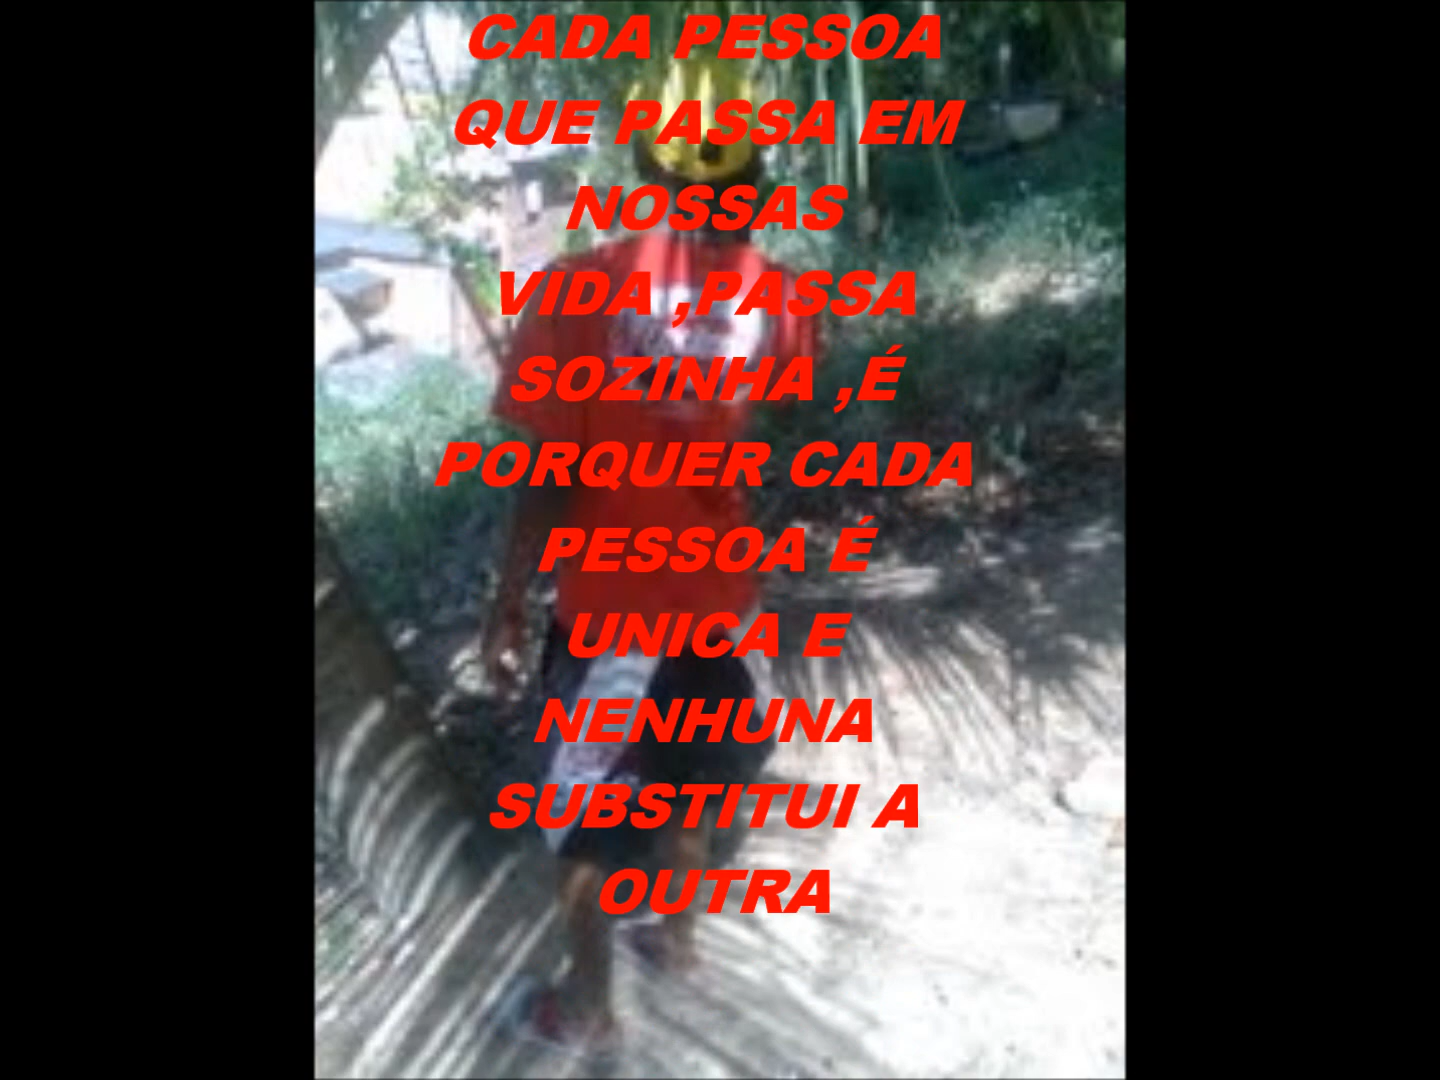 CADA PESSOA
QUE PASSA EM
NOSSAS
VIDA ,PASSA
SOZINHA ,É
PORQUER CADA
PESSOA É
UNICA E
NENHUNA
SUBSTITUI A
OUTRA